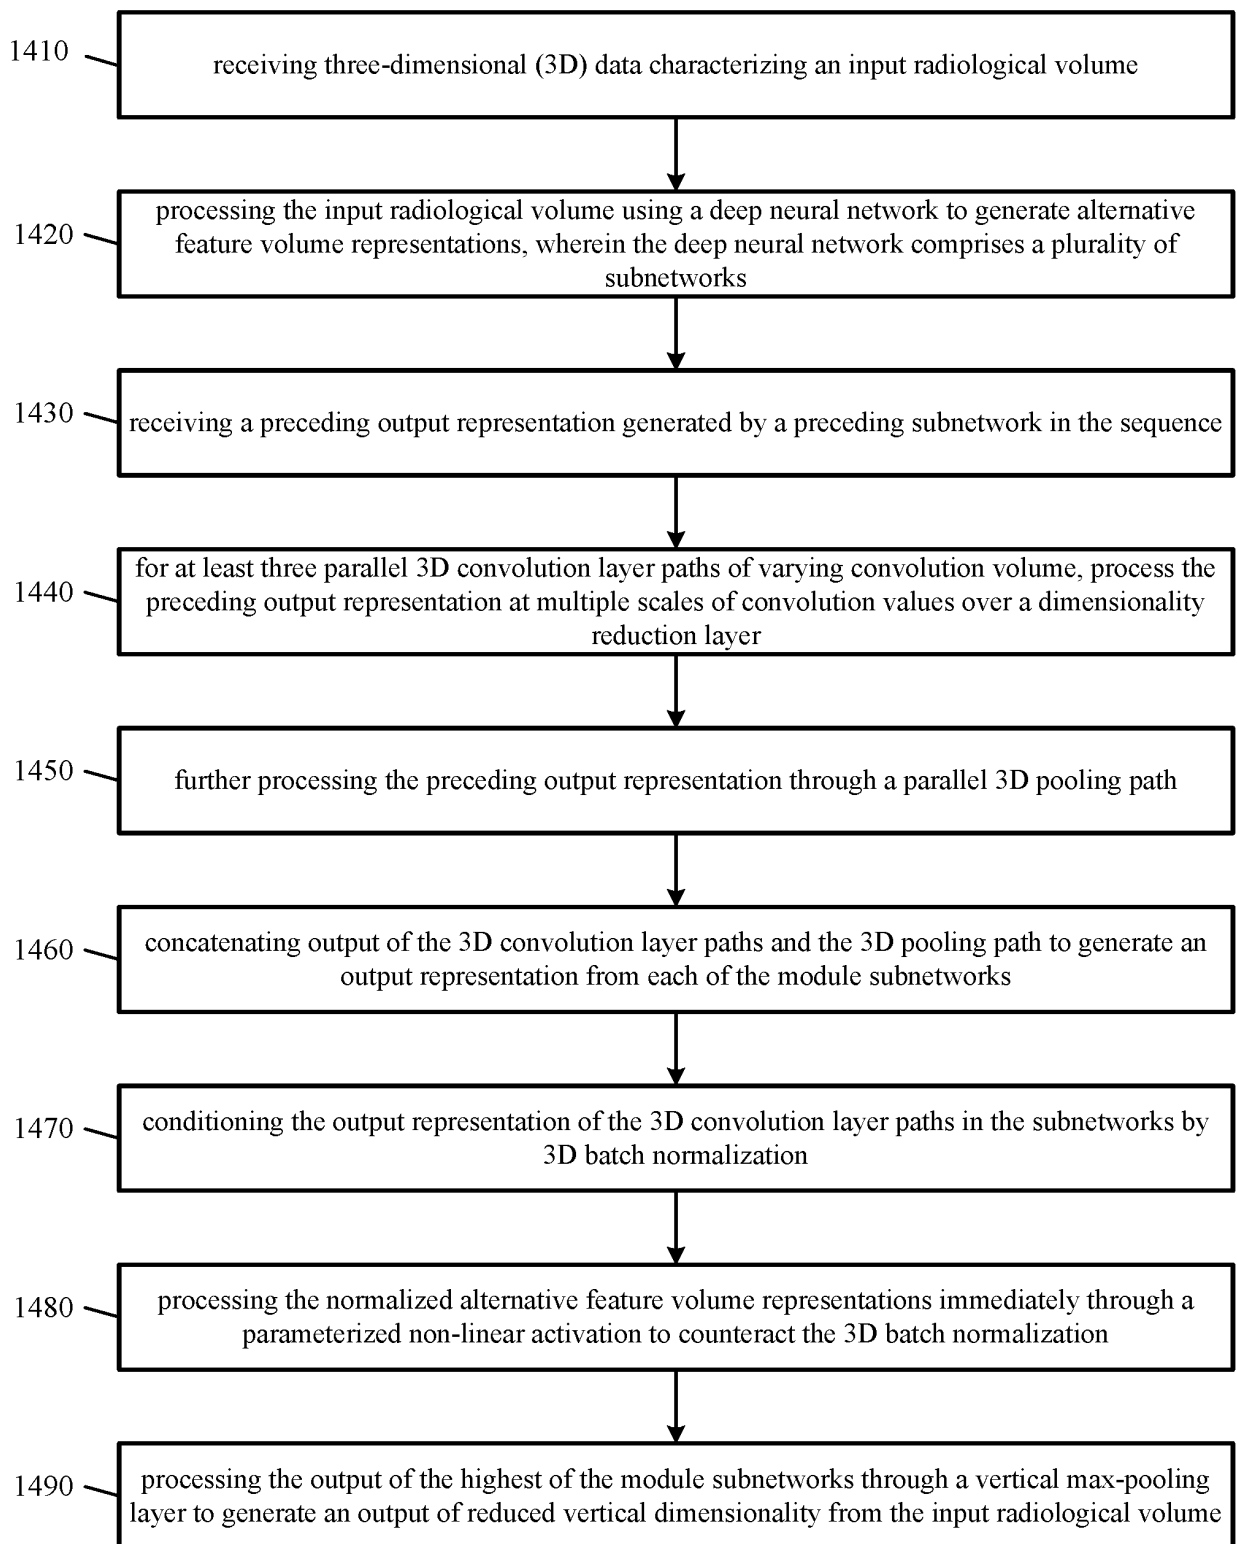 1410
receiving three-dimensional (3D) data characterizing an input radiological volume
1420
processing the input radiological volume using a deep neural network to generate alternative
feature volume representations, wherein the deep neural network comprises a plurality of
subnetworks
1430
receiving a preceding output representation generated by a preceding subnetwork in the sequence
1440
for at least three parallel 3D convolution layer paths of varying convolution volume, process the
preceding output representation at multiple scales of convolution values over a dimensionality
reduction layer
1450
further processing the preceding output representation through a parallel 3D pooling path
1460
concatenating output of the 3D convolution layer paths and the 3D pooling path to generate an
output representation from each of the module subnetworks
1470
conditioning the output representation of the 3D convolution layer paths in the subnetworks by
3D batch normalization
1480
processing the normalized alternative feature volume representations immediately through a
parameterized non-linear activation to counteract the 3D batch normalization
1490
processing the output of the highest of the module subnetworks through a vertical max-pooling
layer to generate an output of reduced vertical dimensionality from the input radiological volume